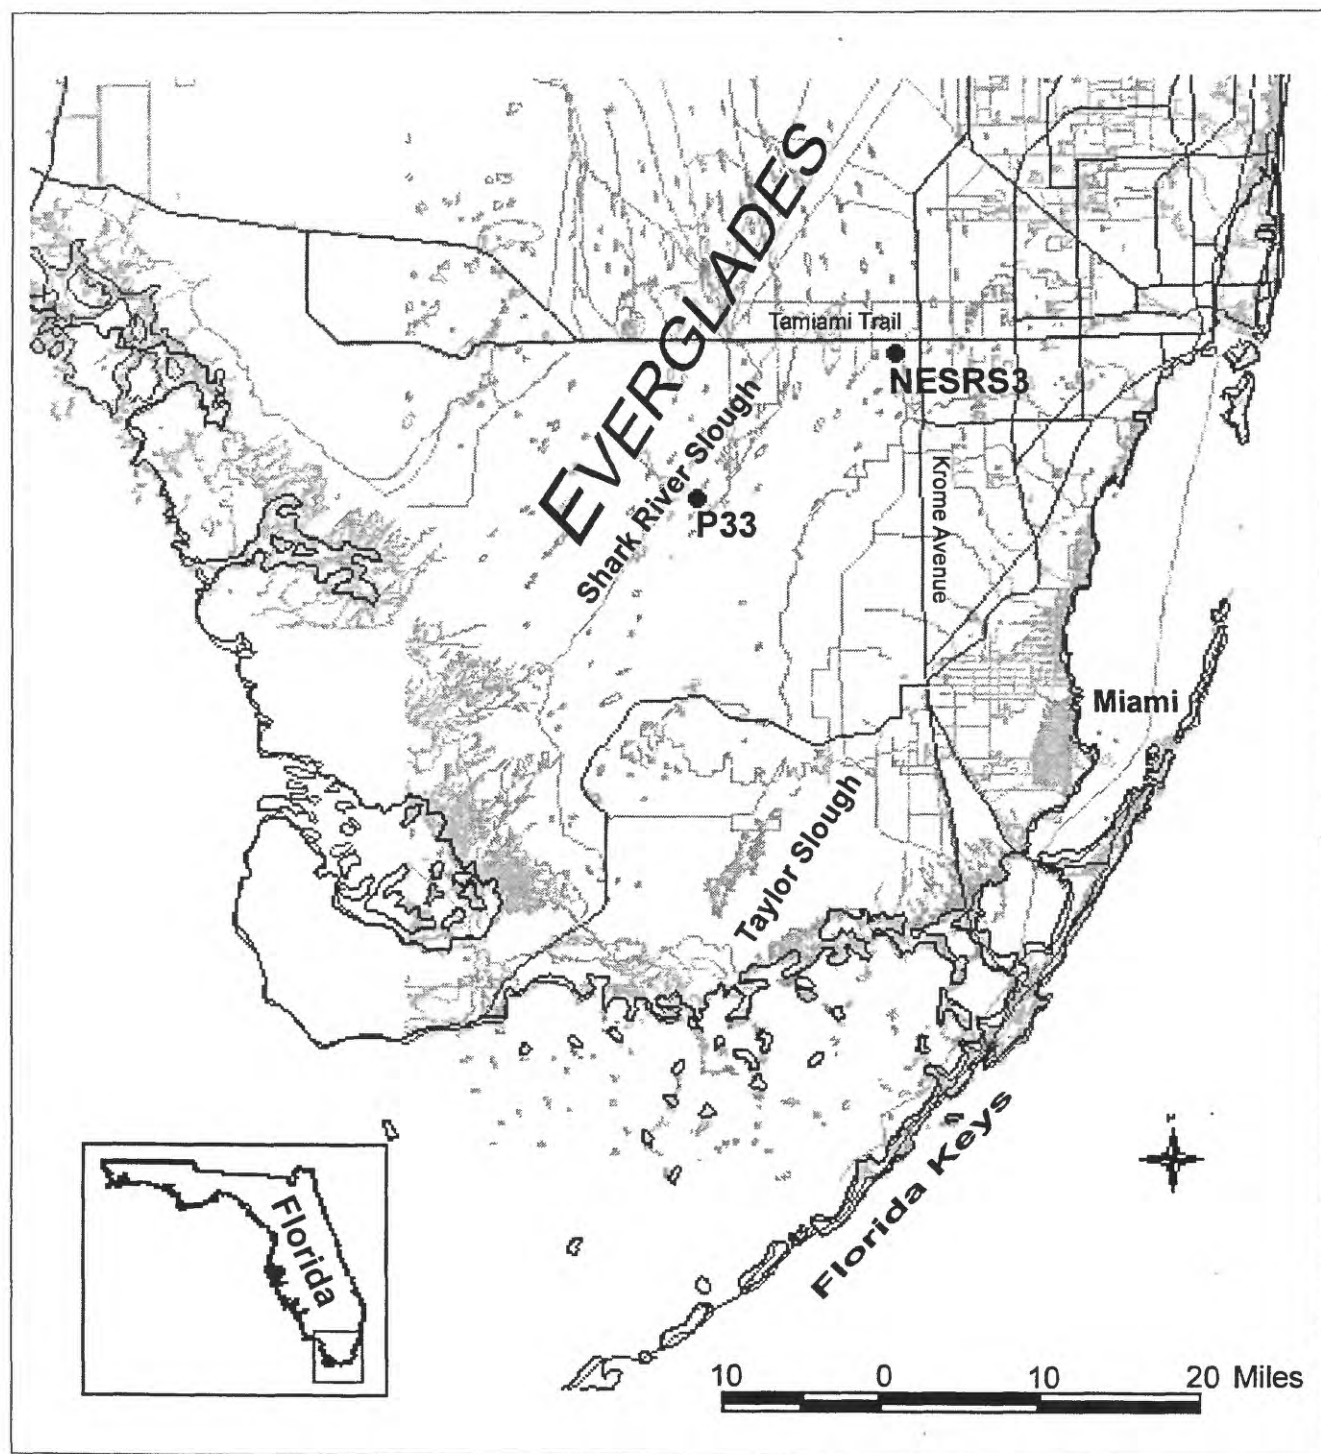 EVERGLADES
Tamiami Trail
NESRS3
Shark River Slough
P33
Krome Avenue
Miami
Taylor Slough
Florida Keys
Florida
10 0 10 20 Miles